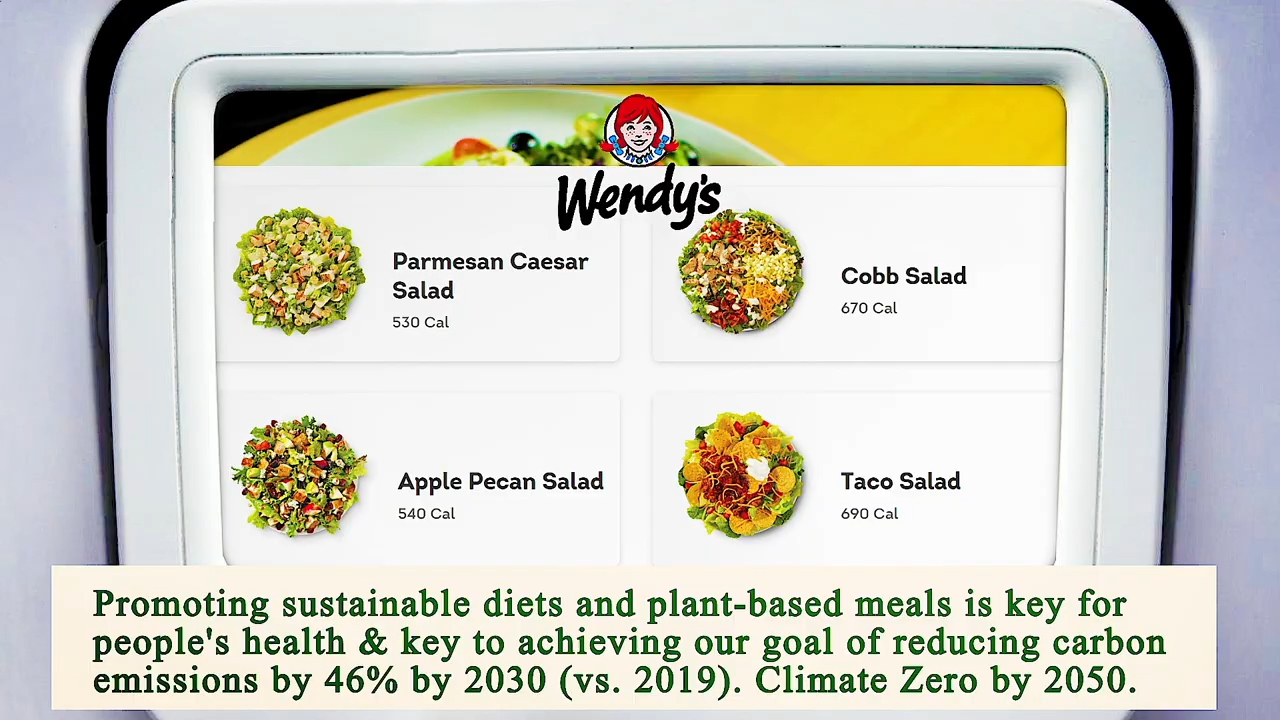 Wendy's
Parmesan Caesar
Salad
530 Cal
Cobb Salad
670 Cal
Apple Pecan Salad
540 Cal
Taco Salad
690 Cal
Promoting sustainable diets and plant-based meals is key for
people's health & key to achieving our goal of reducing carbon
emissions by 46% by 2030 (vs. 2019). Climate Zero by 2050.